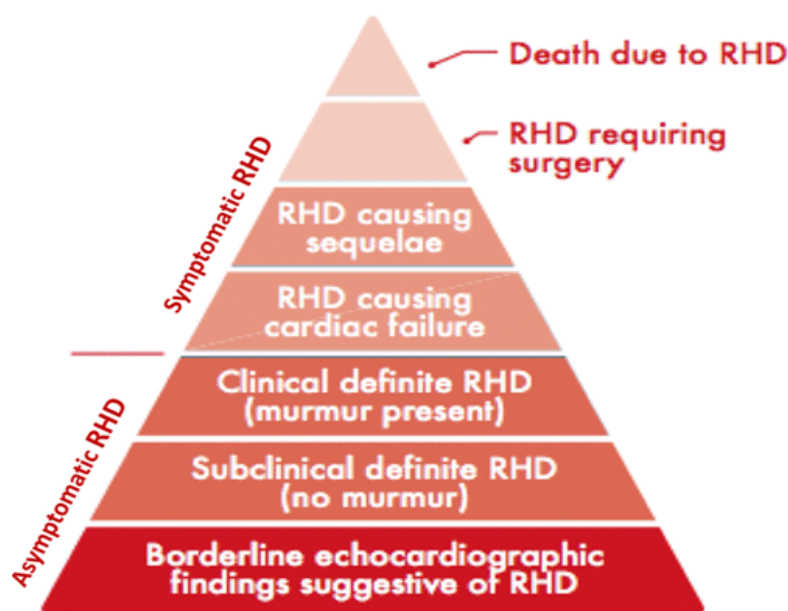 Death due to RHD
RHD requiring
surgery
Symptomatic RHD
RHD causing
sequelae
RHD causing
cardiac failure
Asymptomatic RHD
Clinical definite RHD
(murmur present)
Subclinical definite RHD
(no murmur)
Borderline echocardiographic
findings suggestive of RHD